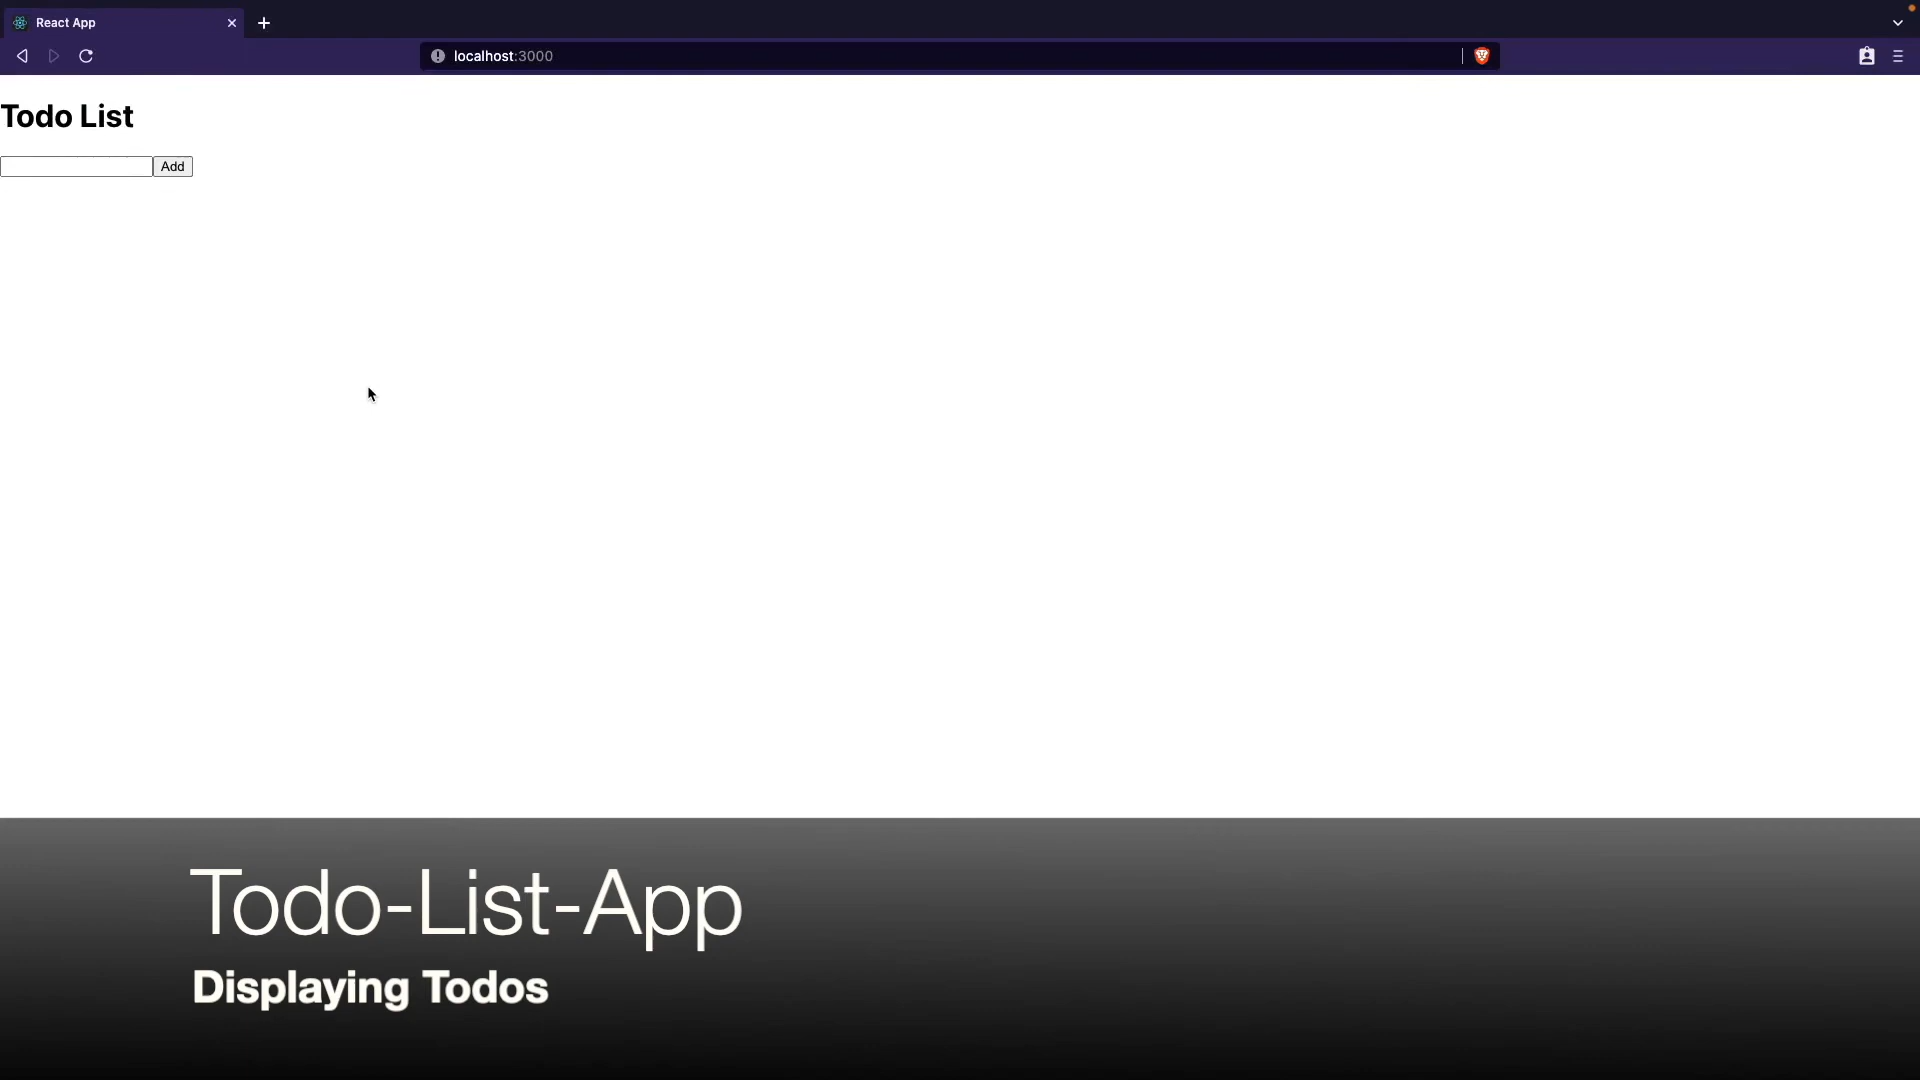 React App
localhost:3000
Todo List
Add
Todo-List-App
Displaying Todos